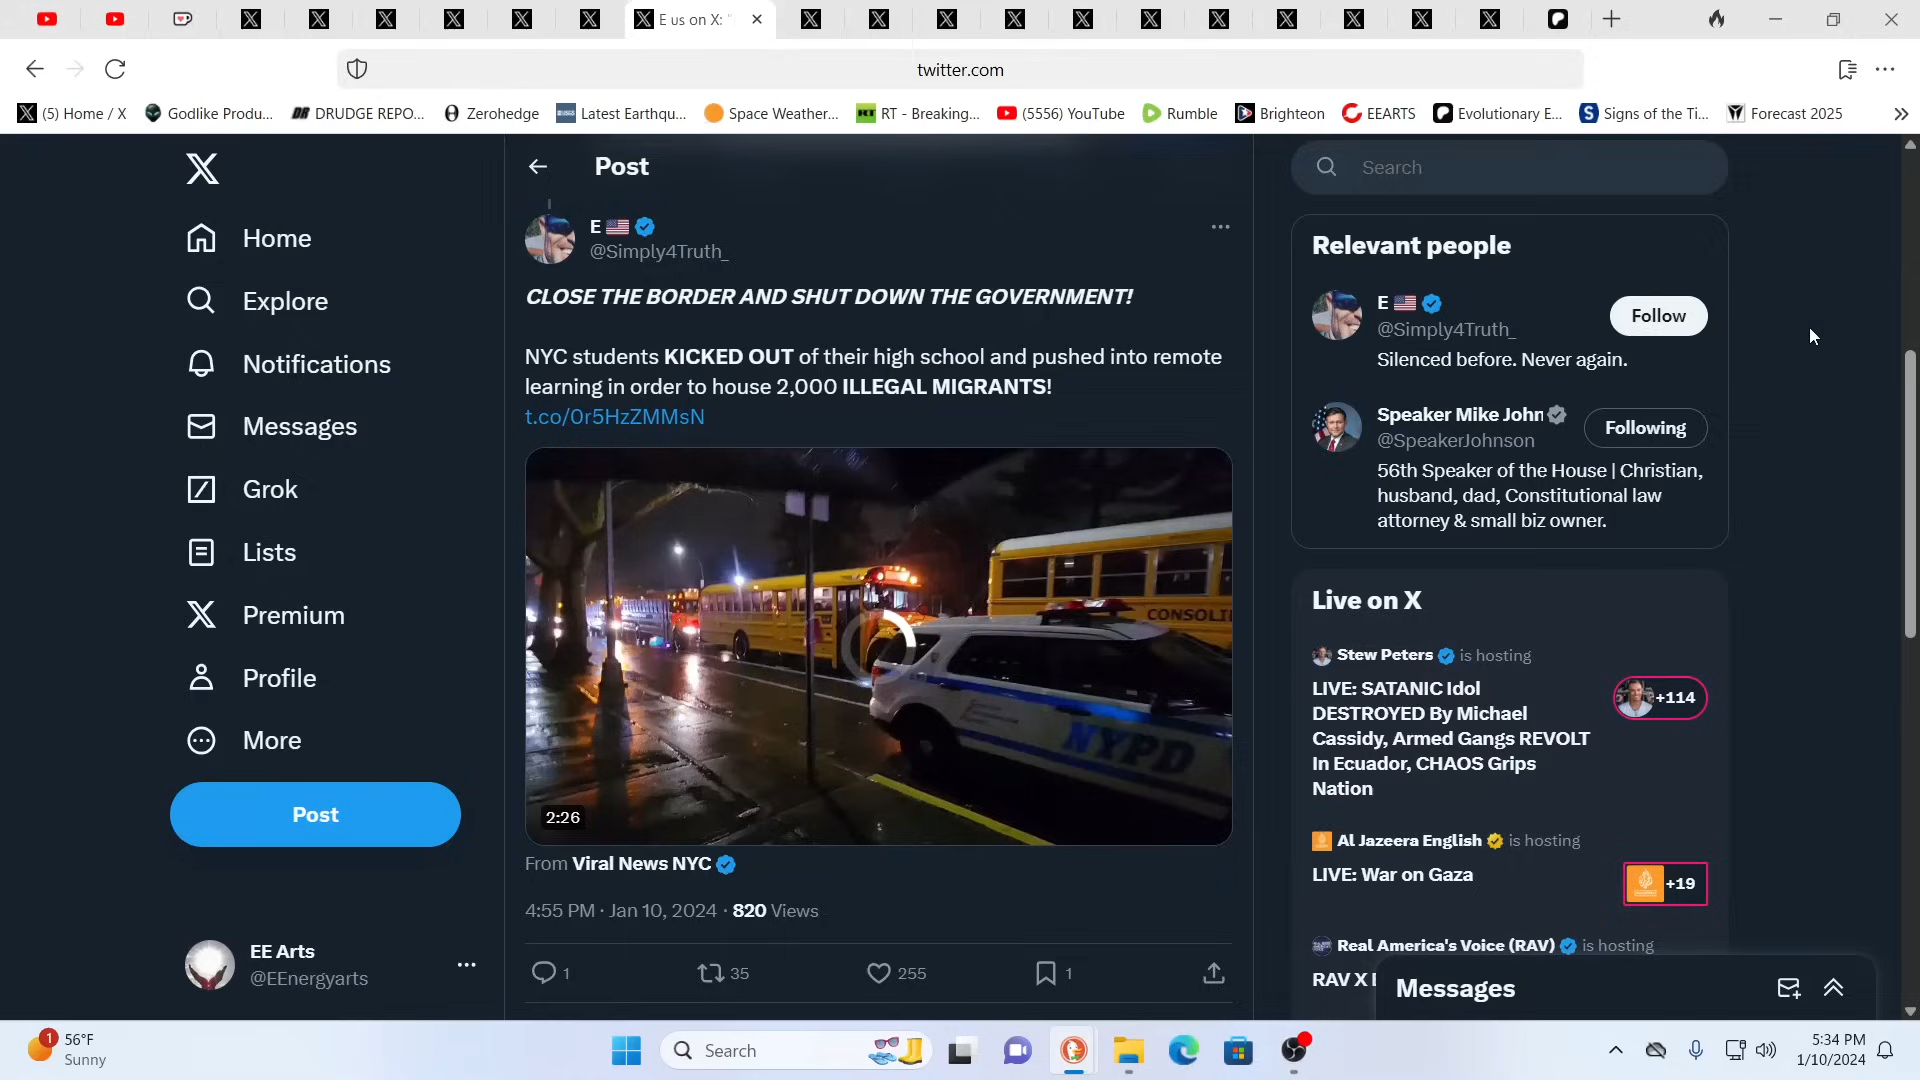 E us on X: "
twitter.com
(5) Home / X
Godlike Produ...
DRUDGE REPO...
Zerohedge
Latest Earthqu...
Space Weather...
RT - Breaking...
(5556) YouTube
Rumble
Brighteon
EEARTS
Evolutionary E...
Signs of the Ti...
Forecast 2025
Home
Explore
Notifications
Messages
Grok
Lists
Premium
Profile
More
Post
EE Arts
@EEnergyarts
Post
E
@Simply4Truth_
CLOSE THE BORDER AND SHUT DOWN THE GOVERNMENT!
NYC students KICKED OUT of their high school and pushed into remote
learning in order to house 2,000 ILLEGAL MIGRANTS!
t.co/0r5HzZMMsN
CONSOLI
NYPD
2:26
From Viral News NYC
4:55 PM · Jan 10, 2024 · 820 Views
1
35
255
1
Search
Relevant people
E
@Simply4Truth_
Follow
Silenced before. Never again.
Speaker Mike John
@SpeakerJohnson
Following
56th Speaker of the House | Christian,
husband, dad, Constitutional law
attorney & small biz owner.
Live on X
Stew Peters is hosting
LIVE: SATANIC Idol
DESTROYED By Michael
Cassidy, Armed Gangs REVOLT
In Ecuador, CHAOS Grips
Nation
+114
Al Jazeera English is hosting
LIVE: War on Gaza
+19
Real America's Voice (RAV) is hosting
RAV X
Messages
1
56°F
Sunny
Search
5:34 PM
1/10/2024